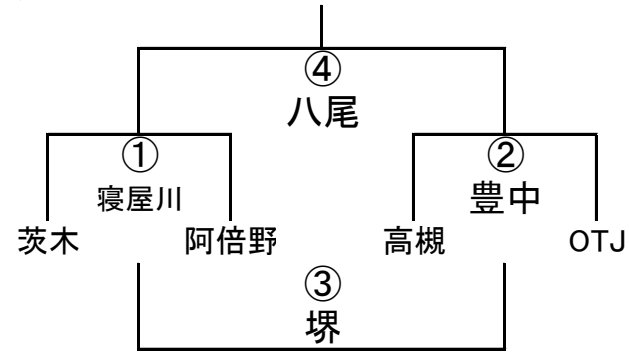 ④
八尾
①
②
寝屋川
豊中
茨木
阿倍野
高槻
OTJ
③
堺